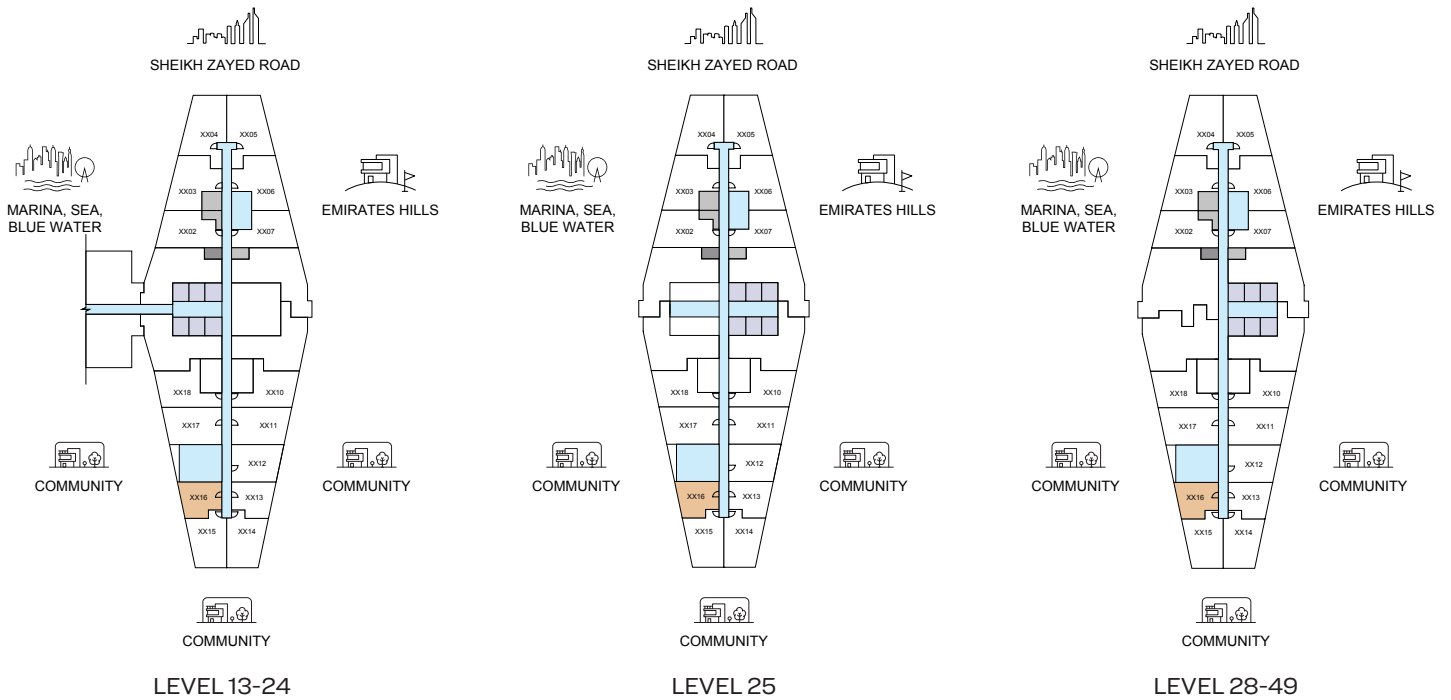 SHEIKH ZAYED ROAD
XX04
XX05
MARINA, SEA,
BLUE WATER
XX03
XX06
EMIRATES HILLS
XX02
XX07
XX18
XX10
XX17
XX11
COMMUNITY
XX12
COMMUNITY
XX16
XX13
XX15
XX14
COMMUNITY
LEVEL 13-24
SHEIKH ZAYED ROAD
XX04
XX05
MARINA, SEA,
BLUE WATER
XX03
XX06
EMIRATES HILLS
XX02
XX07
XX18
XX10
XX17
XX11
COMMUNITY
XX12
COMMUNITY
XX16
XX13
XX15
XX14
COMMUNITY
LEVEL 25
SHEIKH ZAYED ROAD
XX04
XX05
MARINA, SEA,
BLUE WATER
XX03
XX06
EMIRATES HILLS
XX02
XX07
XX18
XX10
XX17
XX11
COMMUNITY
XX12
COMMUNITY
XX16
XX13
XX15
XX14
COMMUNITY
LEVEL 28-49